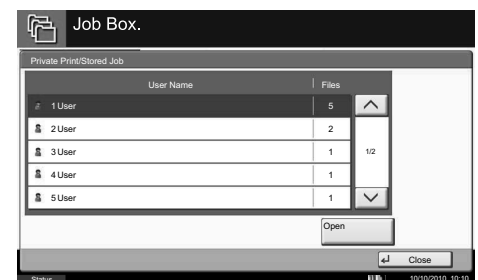 Job Box.
Private Print/Stored Job
User Name Files
1 User 5
2 User 2
3 User 1
1/2
4 User 1
5 User 1
Open
Close
Status 10/10/2010 10:10